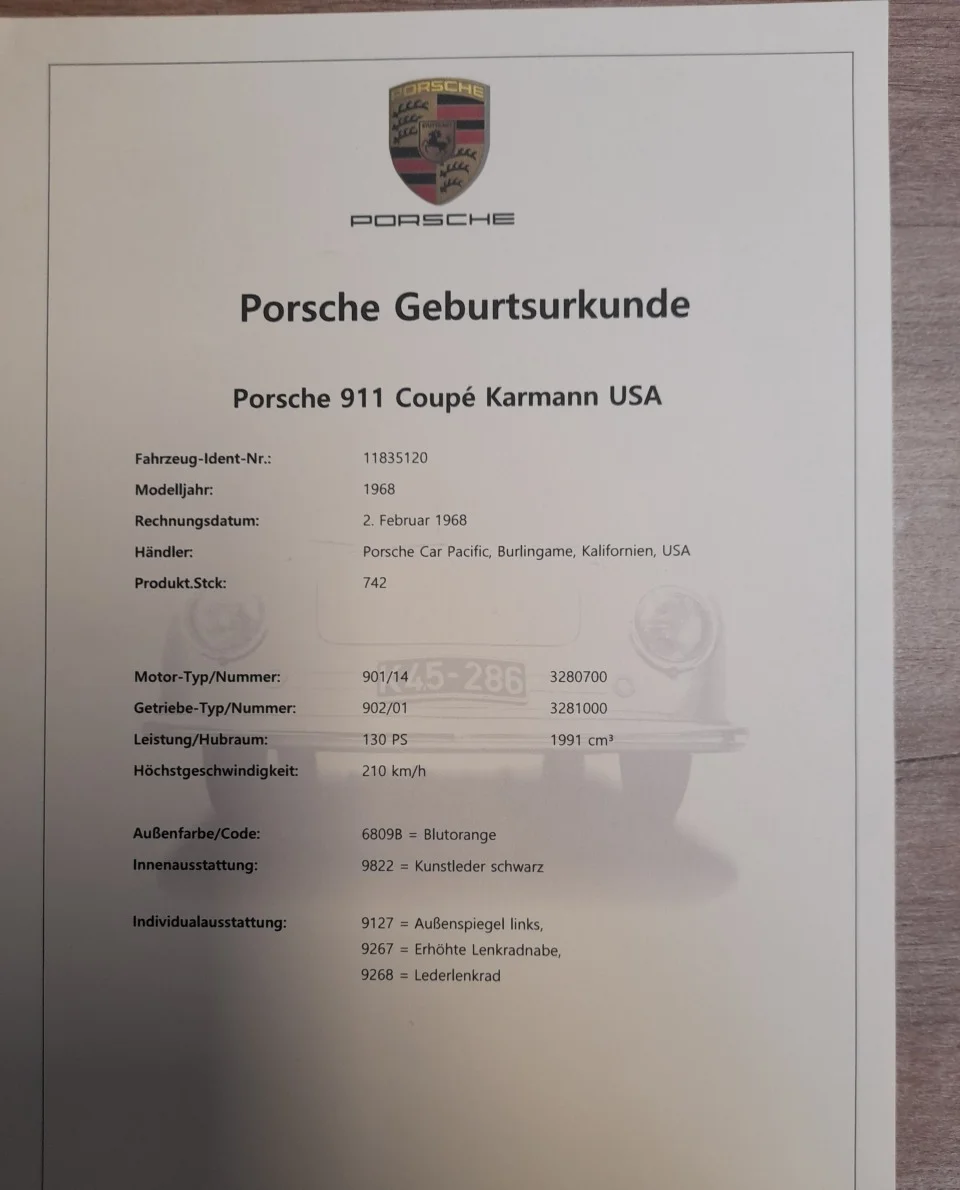 PORSCHE
PORSCHE
Porsche Geburtsurkunde
Porsche 911 Coupé Karmann USA
Fahrzeug-Ident-Nr.: 11835120
Modelljahr: 1968
Rechnungsdatum: 2. Februar 1968
Händler: Porsche Car Pacific, Burlingame, Kalifornien, USA
Produkt.Stck: 742
K45-286
Motor-Typ/Nummer: 901/14 3280700
Getriebe-Typ/Nummer: 902/01 3281000
Leistung/Hubraum: 130 PS 1991 cm³
Höchstgeschwindigkeit: 210 km/h
Außenfarbe/Code: 6809B = Blutorange
Innenausstattung: 9822 = Kunstleder schwarz
Individualausstattung: 9127 = Außenspiegel links,
9267 = Erhöhte Lenkradnabe,
9268 = Lederlenkrad